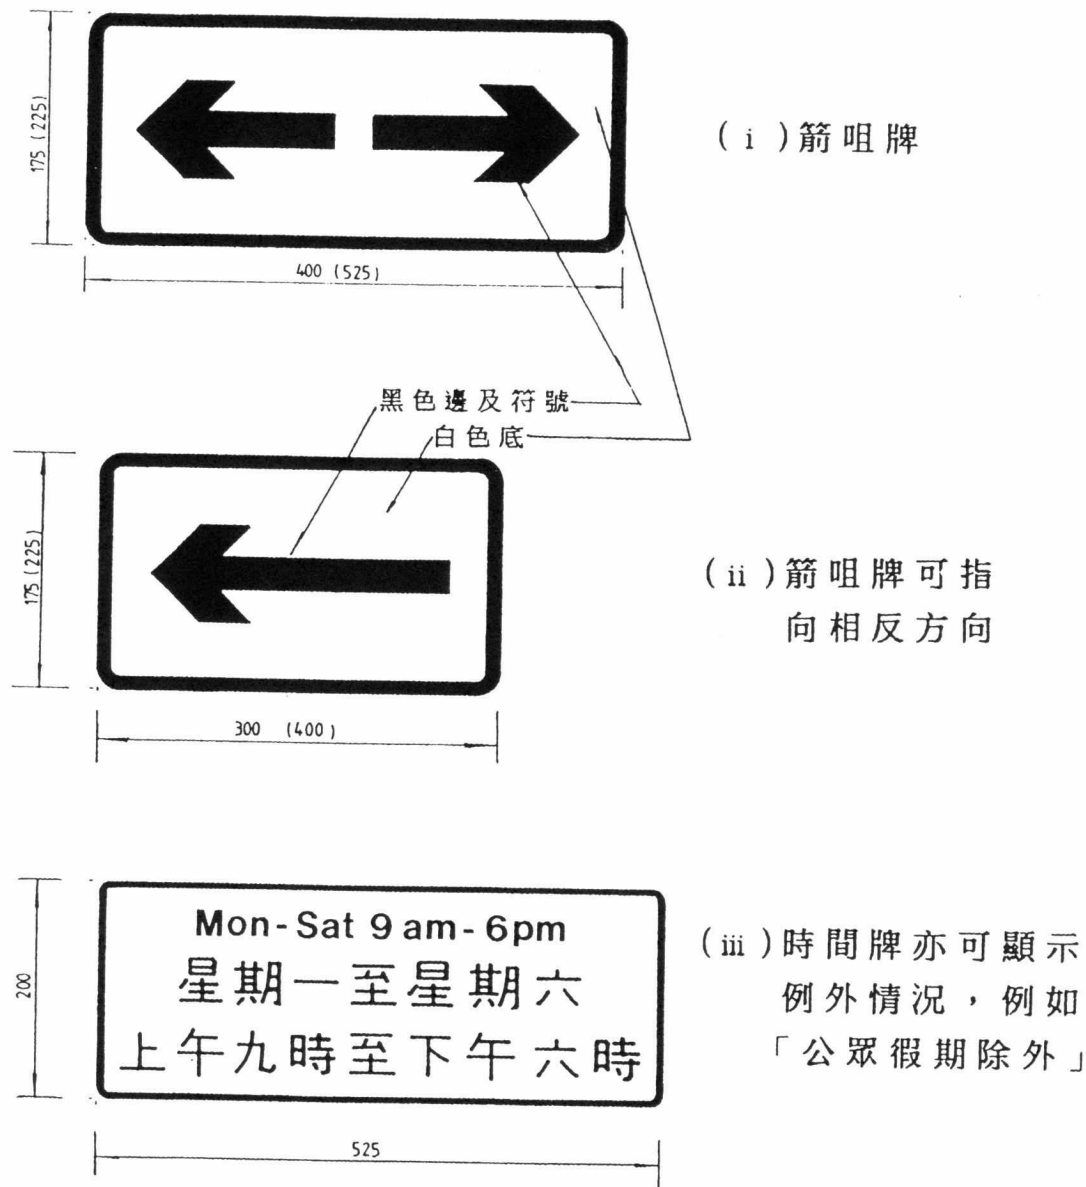 175 (225)
(i)箭咀牌
400 (525)
黑色邊及符號
白色底
175 (225)
(ii)箭咀牌可指
向相反方向
300 (400)
200
Mon-Sat 9 am-6pm
星期一至星期六
上午九時至下午六時
(iii)時間牌亦可顯示
例外情況，例如
「公眾假期除外」
525